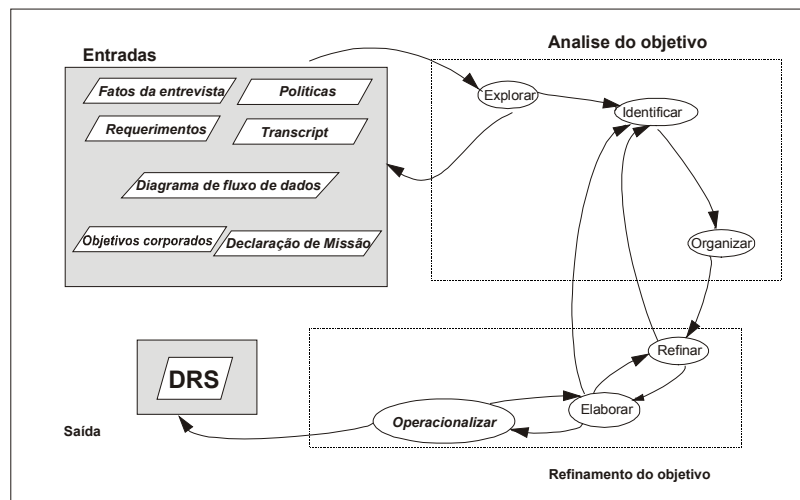 Entradas
Analise do objetivo
Fatos da entrevista
Politicas
Requerimentos
Transcript
Diagrama de fluxo de dados
Objetivos corporados
Declaração de Missão
Explorar
Identificar
Organizar
Refinar
Elaborar
Operacionalizar
DRS
Saída
Refinamento do objetivo